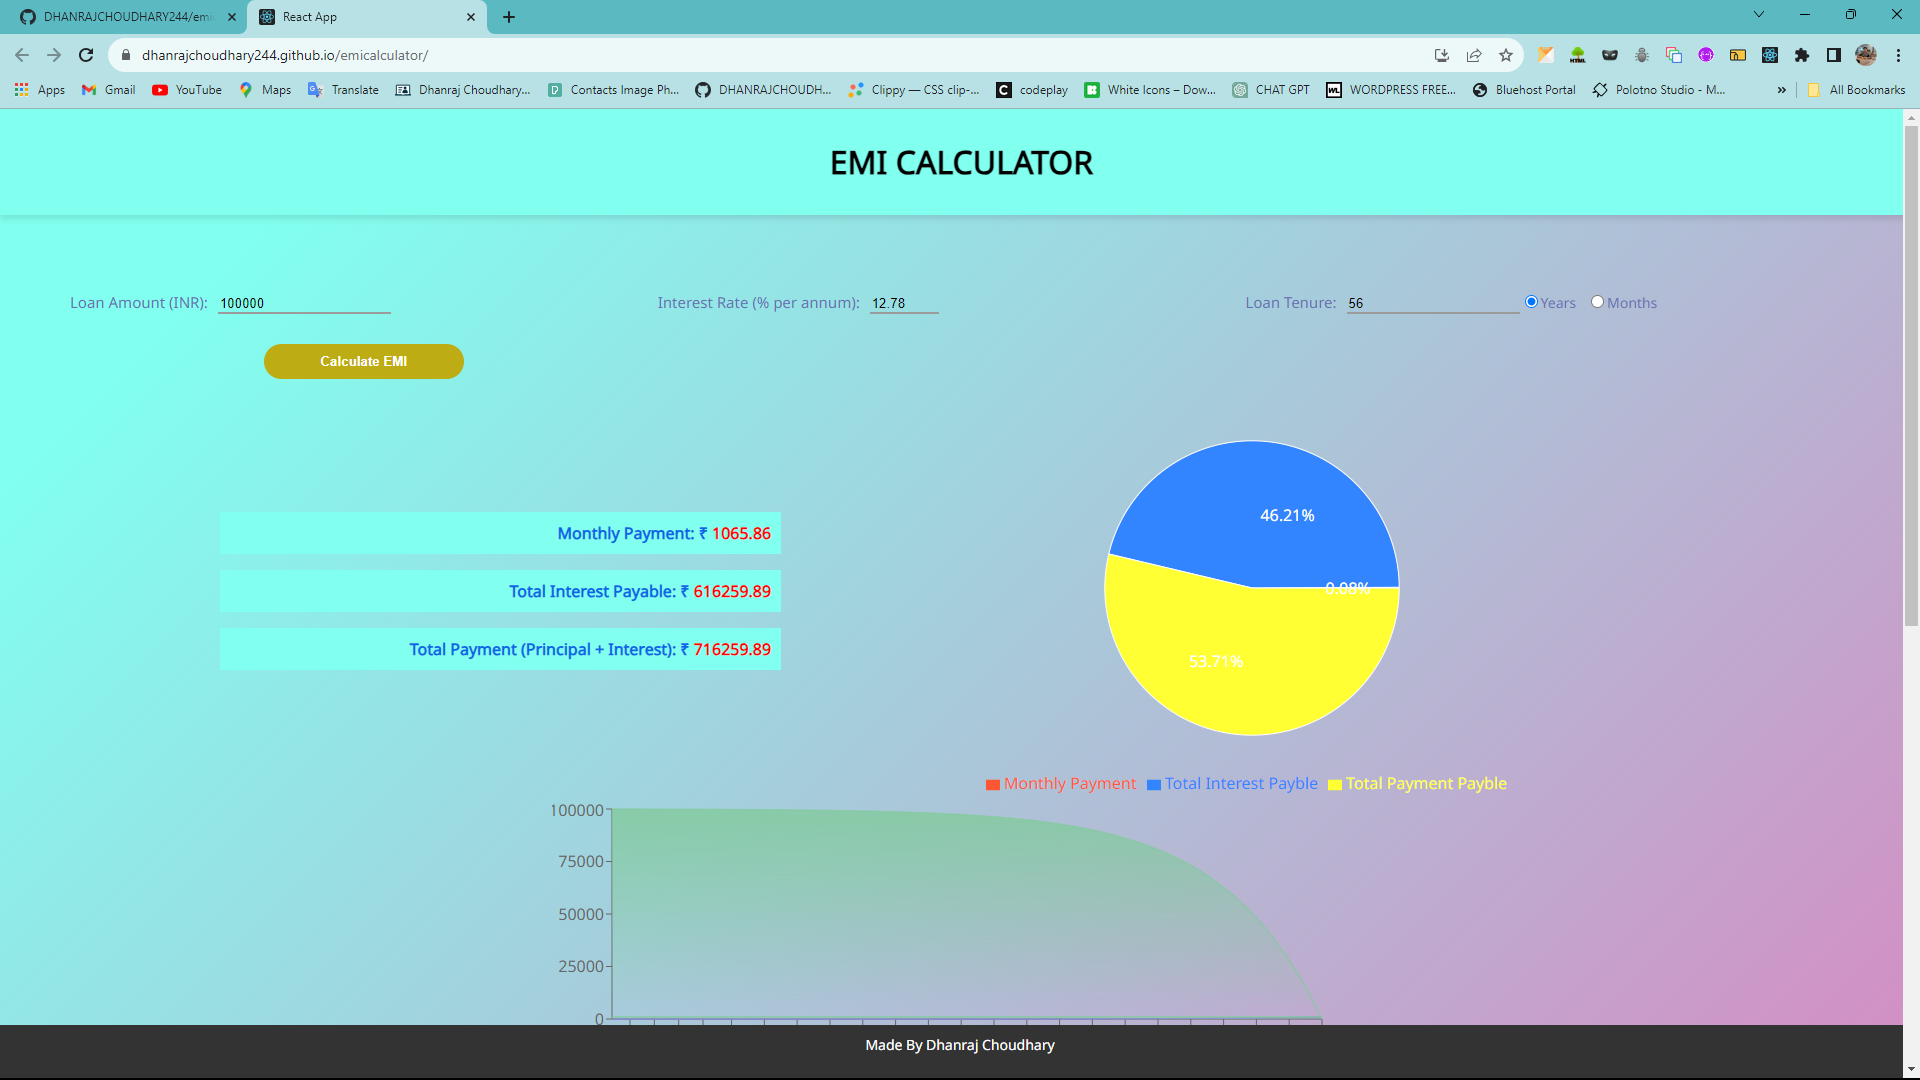 DHANRAJCHOUDHARY244/emi
React App
dhanrajchoudhary244.github.io/emicalculator/
Apps
Gmail
YouTube
Maps
Translate
Dhanraj Choudhary...
Contacts Image Ph...
DHANRAJCHOUDH...
Clippy — CSS clip-...
codeplay
White Icons – Dow...
CHAT GPT
WORDPRESS FREE...
Bluehost Portal
Polotno Studio - M...
»
All Bookmarks
EMI CALCULATOR
Loan Amount (INR): 100000
Interest Rate (% per annum): 12.78
Loan Tenure: 56 Years Months
Calculate EMI
Monthly Payment: ₹ 1065.86
Total Interest Payable: ₹ 616259.89
Total Payment (Principal + Interest): ₹ 716259.89
46.21%
0.08%
53.71%
Monthly Payment Total Interest Payble Total Payment Payble
100000
75000
50000
25000
0
Made By Dhanraj Choudhary